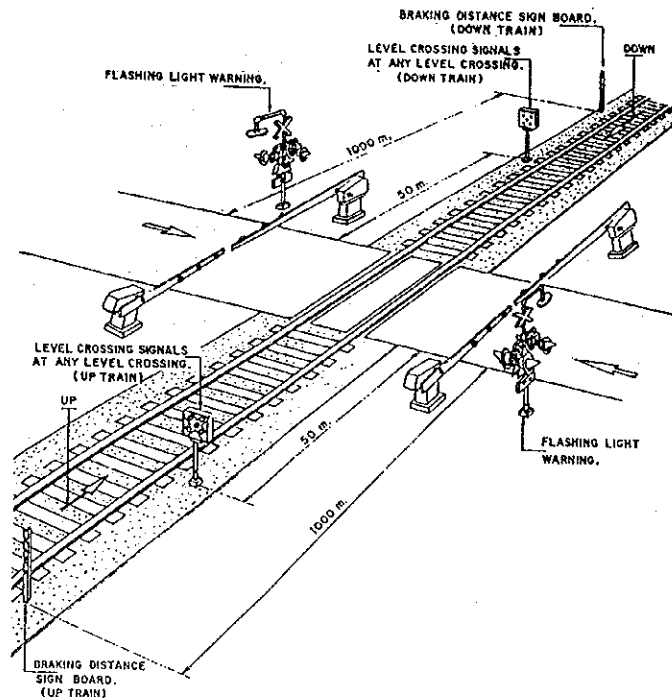 BRAKING DISTANCE SIGN BOARD.
(DOWN TRAIN)
LEVEL CROSSING SIGNALS
AT ANY LEVEL CROSSING.
(DOWN TRAIN)
DOWN
FLASHING LIGHT WARNING.
1000 m.
50 m.
LEVEL CROSSING SIGNALS
AT ANY LEVEL CROSSING.
(UP TRAIN)
UP
50 m.
1000 m.
FLASHING LIGHT
WARNING.
BRAKING DISTANCE
SIGN BOARD.
(UP TRAIN)